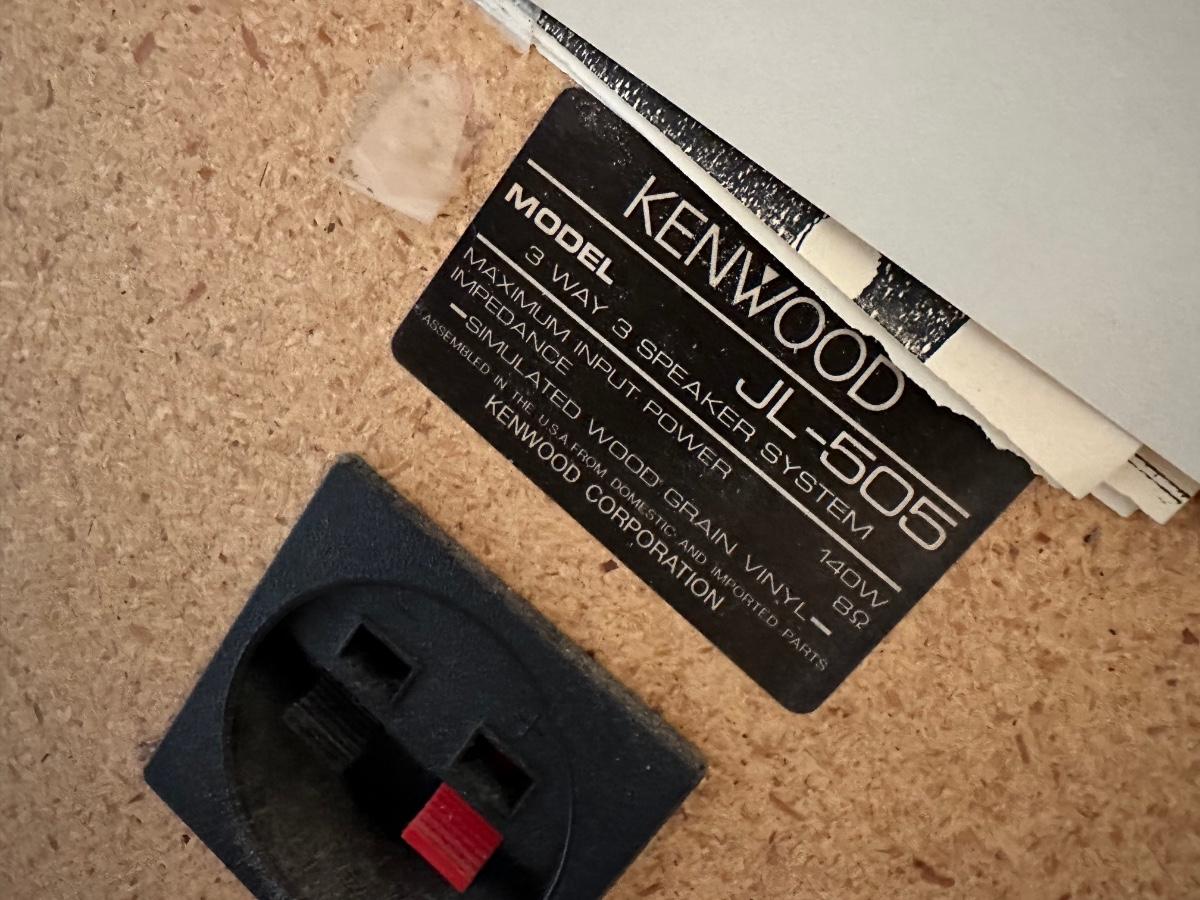 KENWOOD
MODEL JL-505
3 WAY 3 SPEAKER SYSTEM
MAXIMUM INPUT POWER 140W
IMPEDANCE 8Ω
—SIMULATED WOOD GRAIN VINYL—
ASSEMBLED IN THE U.S.A FROM DOMESTIC AND IMPORTED PARTS
KENWOOD CORPORATION